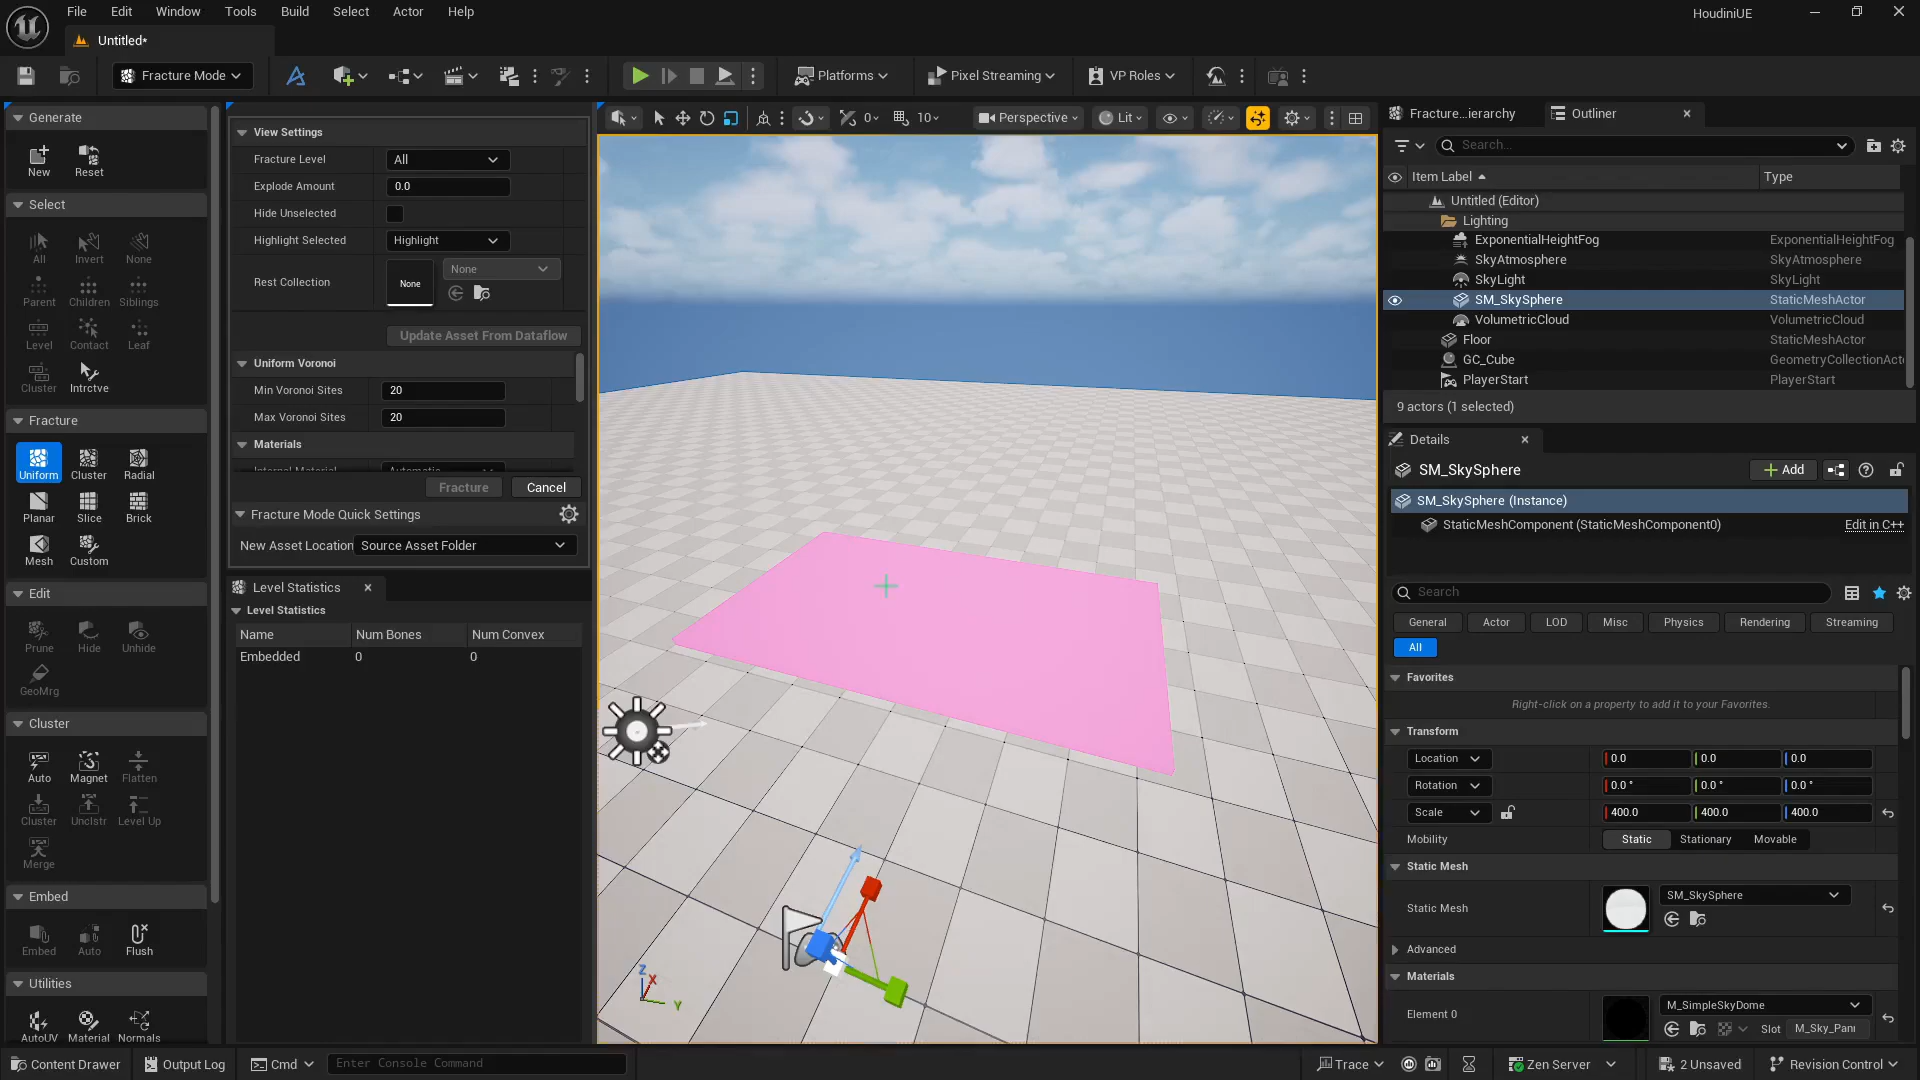 File Edit Window Tools Build Select Actor Help
HoudiniUE
Untitled*
Fracture Mode
Platforms
Pixel Streaming
VP Roles
Generate
New Reset
Select
All Invert None
Parent Children Siblings
Level Contact Leaf
Cluster Intrctve
Fracture
Uniform Cluster Radial
Planar Slice Brick
Mesh Custom
Edit
Prune Hide Unhide
GeoMrg
Cluster
Auto Magnet Flatten
Cluster Unclstr Level Up
Merge
Embed
Embed Auto Flush
Utilities
AutoUV Material Normals
View Settings
Fracture Level All
Explode Amount 0.0
Hide Unselected
Highlight Selected Highlight
Rest Collection None None
Update Asset From Dataflow
Uniform Voronoi
Min Voronoi Sites 20
Max Voronoi Sites 20
Materials
Internal Material Automatic
Fracture Cancel
Fracture Mode Quick Settings
New Asset Location Source Asset Folder
Level Statistics
Level Statistics
Name Num Bones Num Convex
Embedded 0 0
0 10 Perspective Lit
Z X Y
Fracture...ierarchy Outliner
Search...
Item Label Type
Untitled (Editor)
Lighting
ExponentialHeightFog ExponentialHeightFog
SkyAtmosphere SkyAtmosphere
SkyLight SkyLight
SM_SkySphere StaticMeshActor
VolumetricCloud VolumetricCloud
Floor StaticMeshActor
GC_Cube GeometryCollectionActo
PlayerStart PlayerStart
9 actors (1 selected)
Details
SM_SkySphere Add
SM_SkySphere (Instance)
StaticMeshComponent (StaticMeshComponent0) Edit in C++
Search
General Actor LOD Misc Physics Rendering Streaming
All
Favorites
Right-click on a property to add it to your Favorites.
Transform
Location 0.0 0.0 0.0
Rotation 0.0 ° 0.0 ° 0.0 °
Scale 400.0 400.0 400.0
Mobility Static Stationary Movable
Static Mesh
Static Mesh SM_SkySphere
Advanced
Materials
Element 0 M_SimpleSkyDome
Slot M_Sky_Pani
Content Drawer Output Log Cmd Enter Console Command
Trace Zen Server 2 Unsaved Revision Control